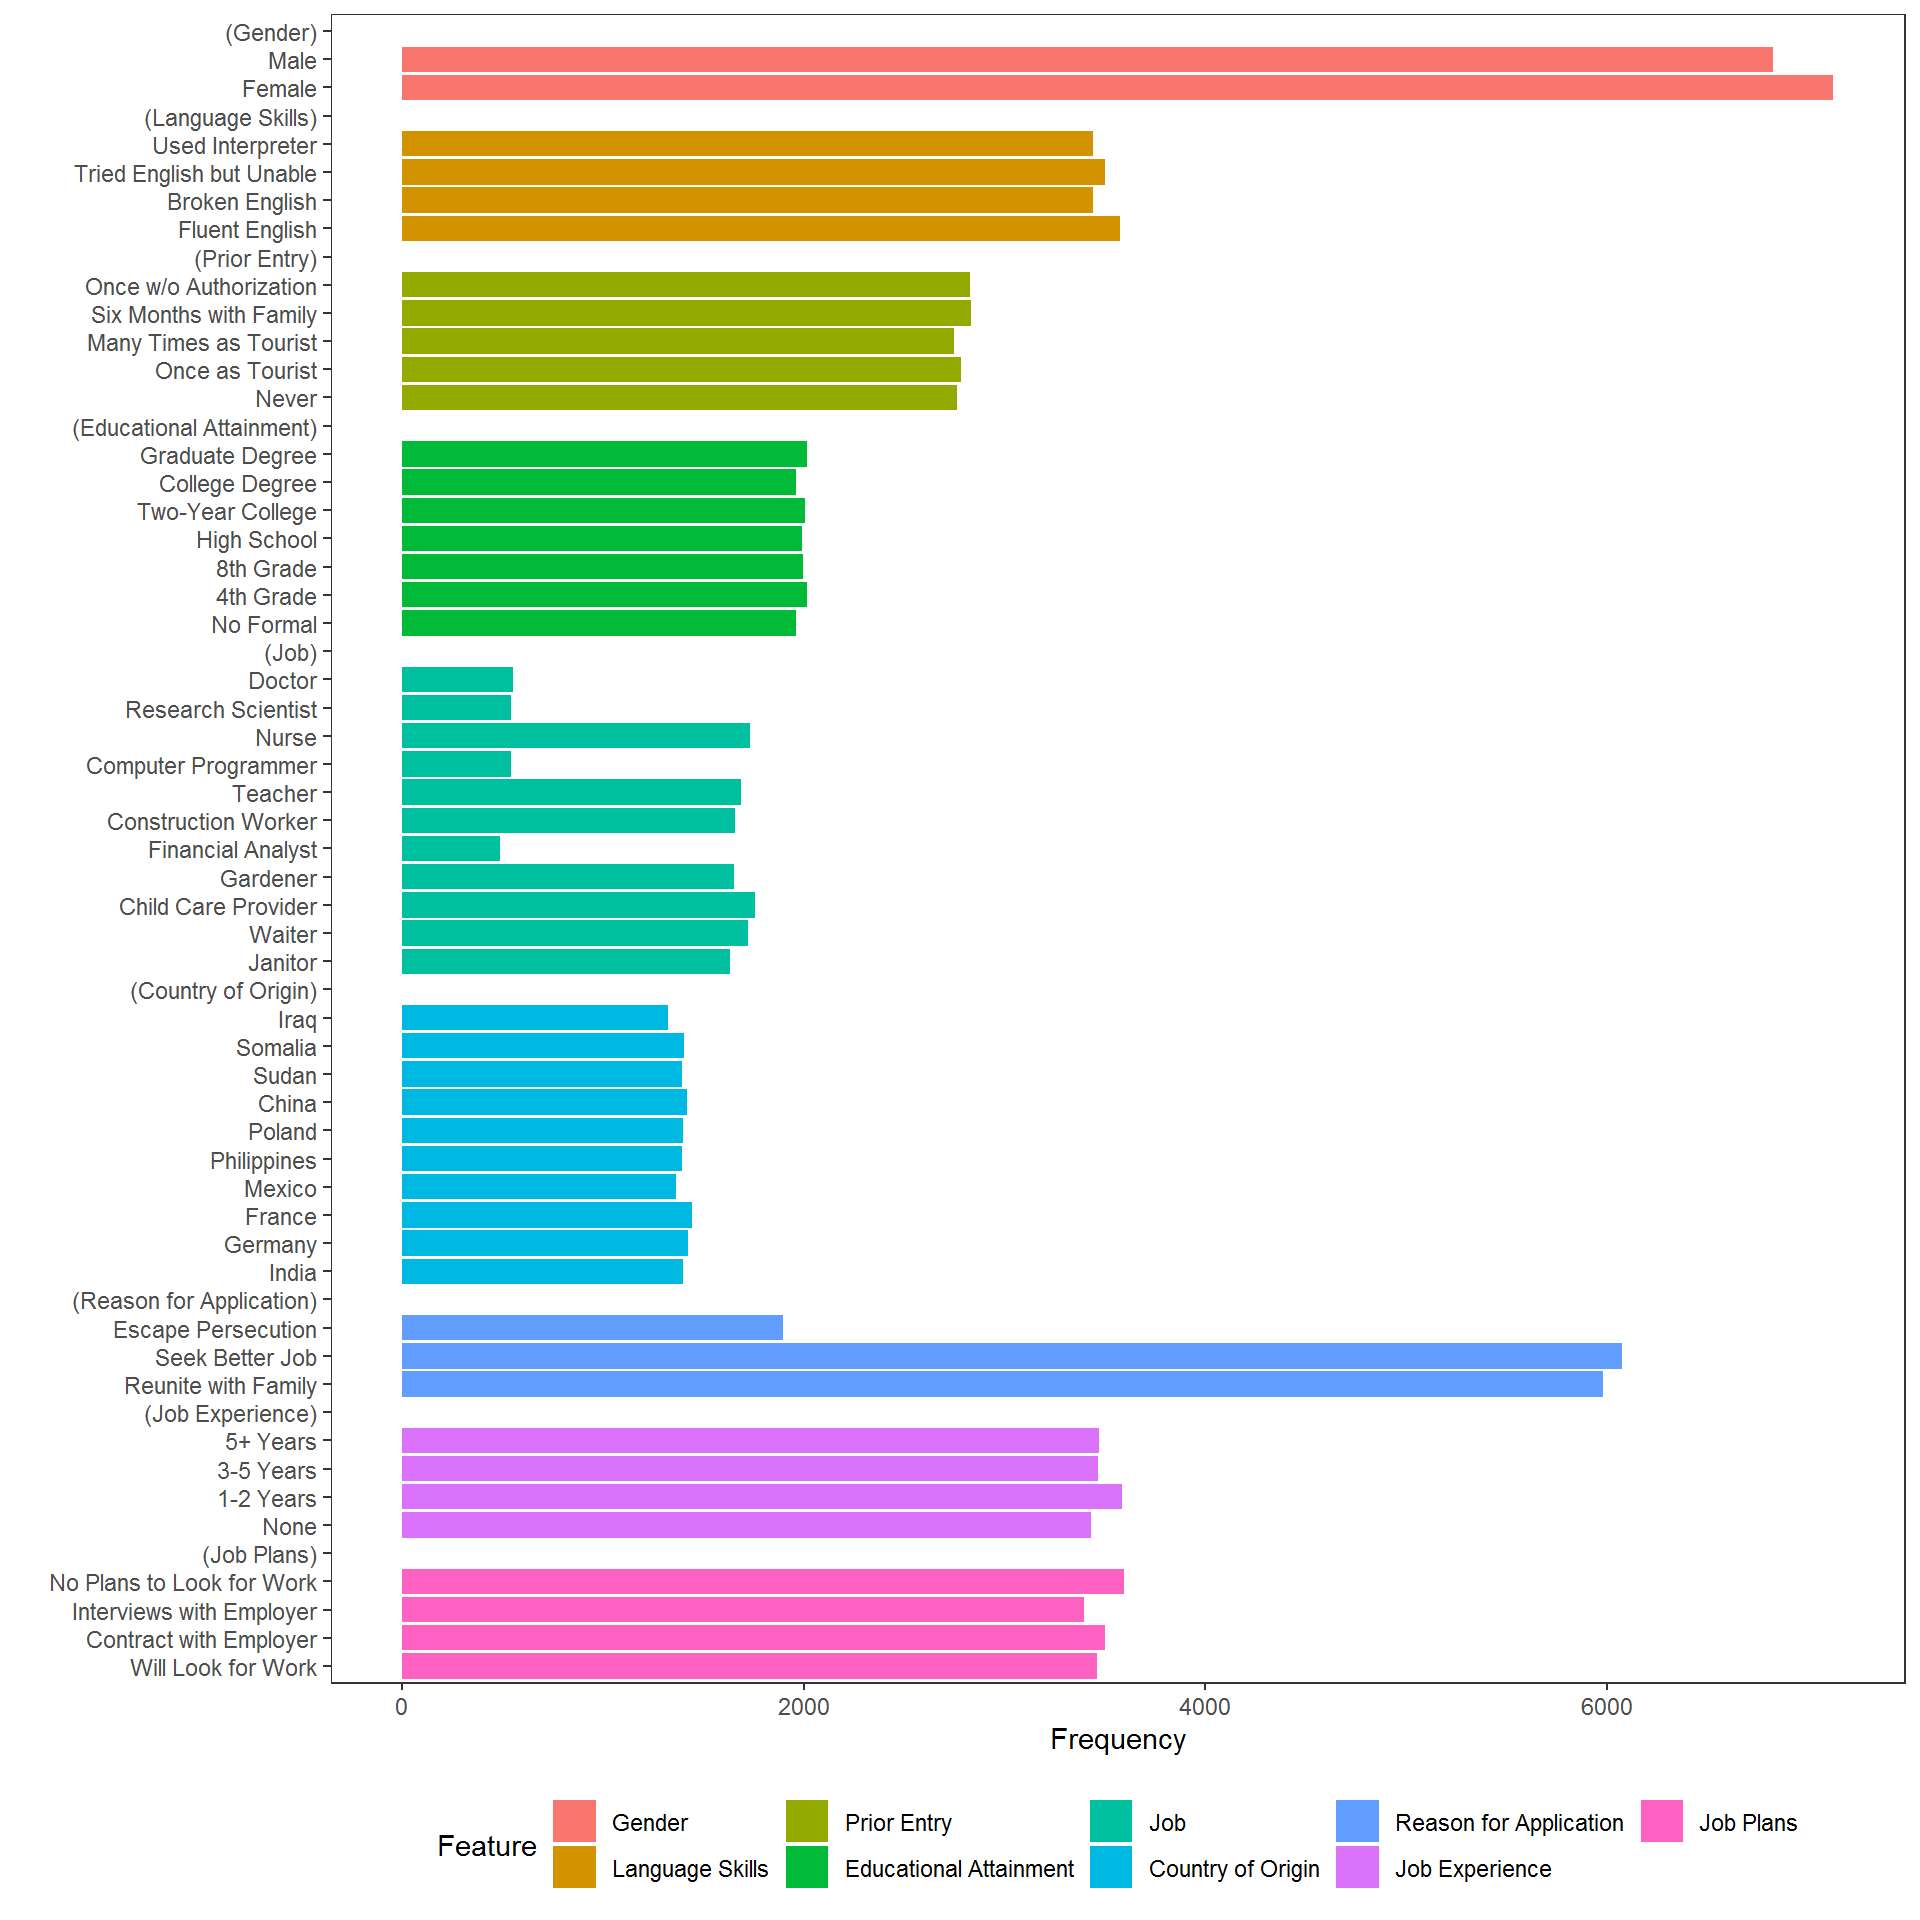 (Gender)
Male
Female
(Language Skills)
Used Interpreter
Tried English but Unable
Broken English
Fluent English
(Prior Entry)
Once w/o Authorization
Six Months with Family
Many Times as Tourist
Once as Tourist
Never
(Educational Attainment)
Graduate Degree
College Degree
Two-Year College
High School
8th Grade
4th Grade
No Formal
(Job)
Doctor
Research Scientist
Nurse
Computer Programmer
Teacher
Construction Worker
Financial Analyst
Gardener
Child Care Provider
Waiter
Janitor
(Country of Origin)
Iraq
Somalia
Sudan
China
Poland
Philippines
Mexico
France
Germany
India
(Reason for Application)
Escape Persecution
Seek Better Job
Reunite with Family
(Job Experience)
5+ Years
3-5 Years
1-2 Years
None
(Job Plans)
No Plans to Look for Work
Interviews with Employer
Contract with Employer
Will Look for Work
0 2000 4000 6000
Frequency
Feature
Gender Prior Entry Job Reason for Application Job Plans
Language Skills Educational Attainment Country of Origin Job Experience